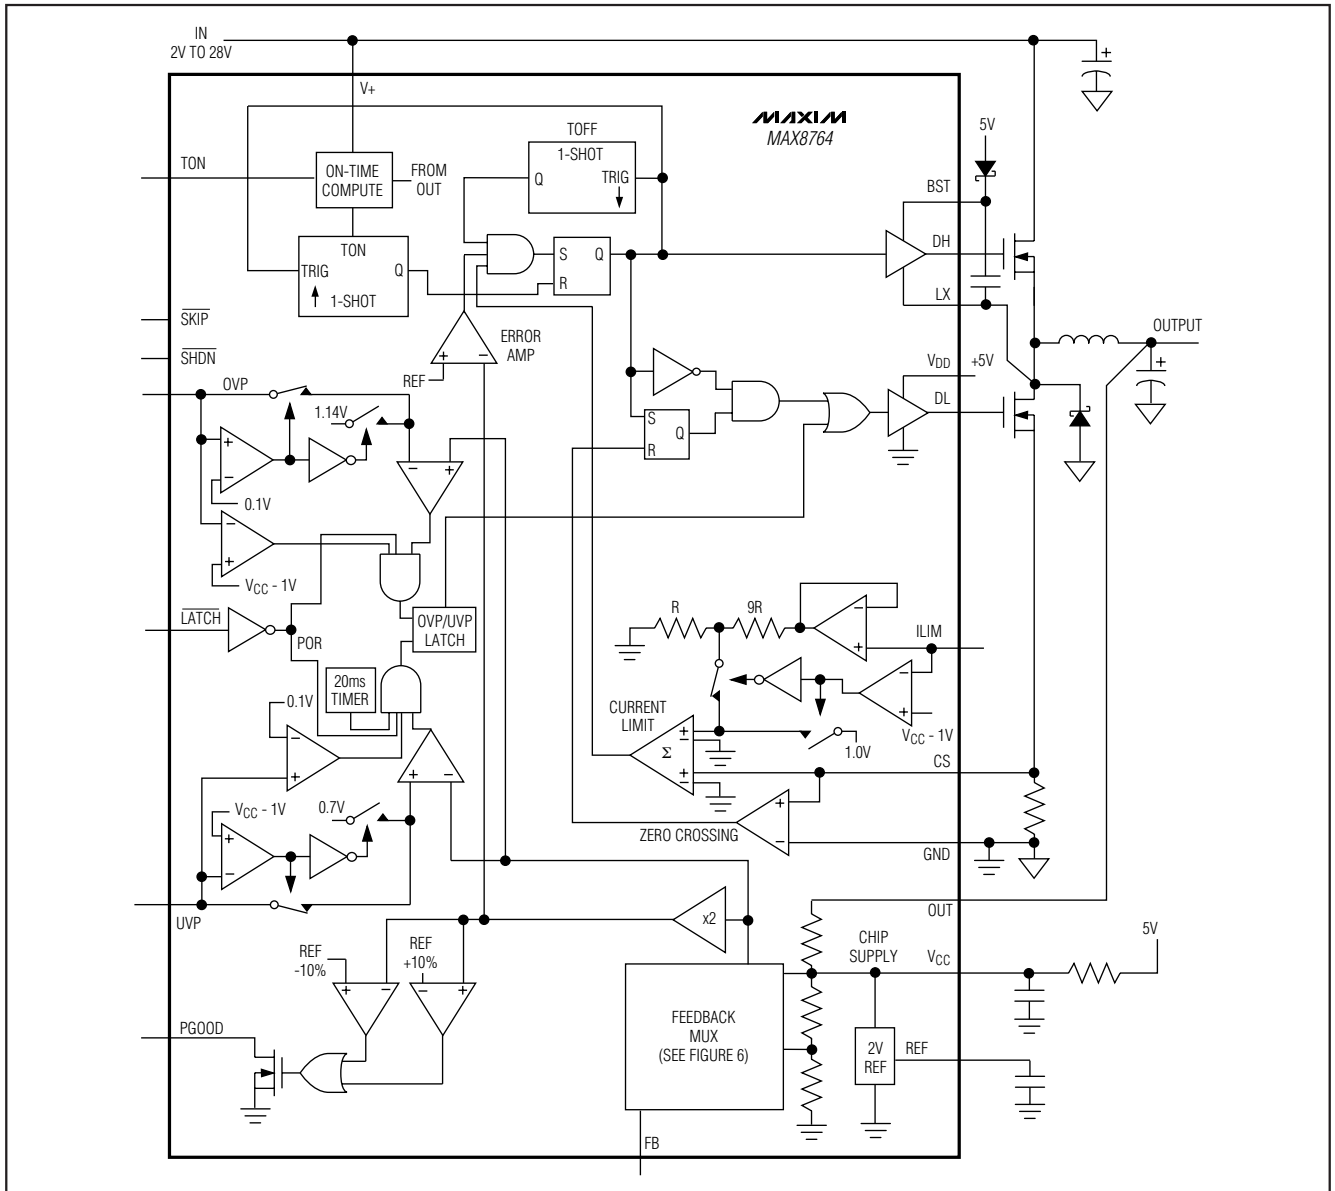 IN
2V TO 28V
V+
MAXIM
MAX8764
TOFF
1-SHOT
Q
TRIG
5V
TON
ON-TIME
COMPUTE
FROM
OUT
BST
TON
TRIG
Q
1-SHOT
S
Q
R
DH
LX
SKIP
SHDN
ERROR
AMP
+
−
REF
OUTPUT
+
+
VDD
+5V
DL
OVP
1.14V
S
Q
R
+
−
0.1V
−
+
−
+
VCC - 1V
LATCH
POR
OVP/UVP
LATCH
20ms
TIMER
R
9R
−
+
ILIM
−
+
VCC - 1V
0.1V
−
+
+
−
CURRENT
LIMIT
Σ
+
−
+
−
1.0V
CS
VCC - 1V
0.7V
+
−
ZERO CROSSING
+
−
GND
UVP
x2
OUT
CHIP
SUPPLY
VCC
5V
REF
-10%
REF
+10%
+
−
−
+
PGOOD
FEEDBACK
MUX
(SEE FIGURE 6)
2V
REF
REF
FB